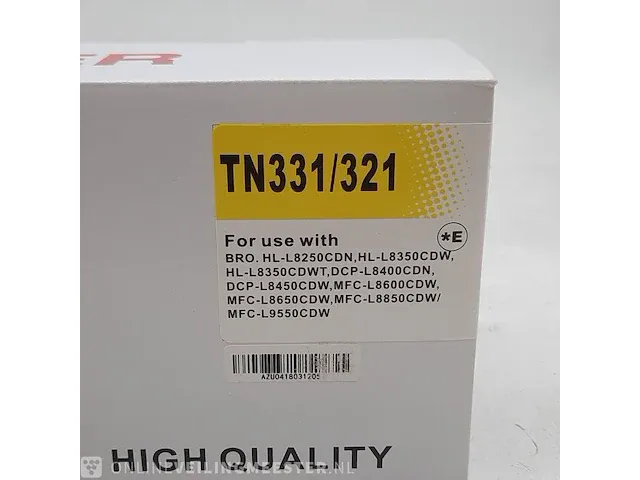 TN331/321
For use with
*E
BRO. HL-L8250CDN,HL-L8350CDW,
HL-L8350CDWT,DCP-L8400CDN,
DCP-L8450CDW,MFC-L8600CDW,
MFC-L8650CDW,MFC-L8850CDW/
MFC-L9550CDW
AZU0418031205
HIGH QUALITY
ONLINEVEILINGMEESTER.NL